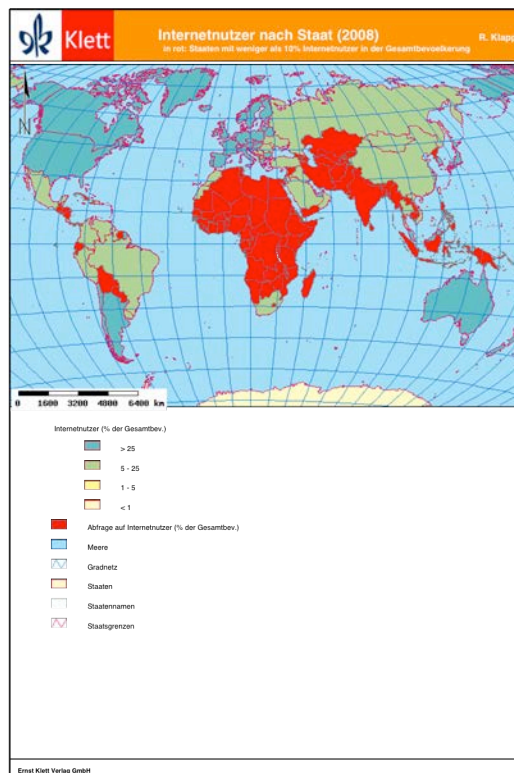 Klett
Internetnutzer nach Staat (2008)
in rot: Staaten mit weniger als 10% Internetnutzer in der Gesamtbevoelkerung
R. Klapp
N
0 1600 3200 4800 6400 km
Internetnutzer (% der Gesamtbev.)
> 25
5 - 25
1 - 5
< 1
Abfrage auf Internetnutzer (% der Gesamtbev.)
Meere
Gradnetz
Staaten
Staatennamen
Staatsgrenzen
Ernst Klett Verlag GmbH